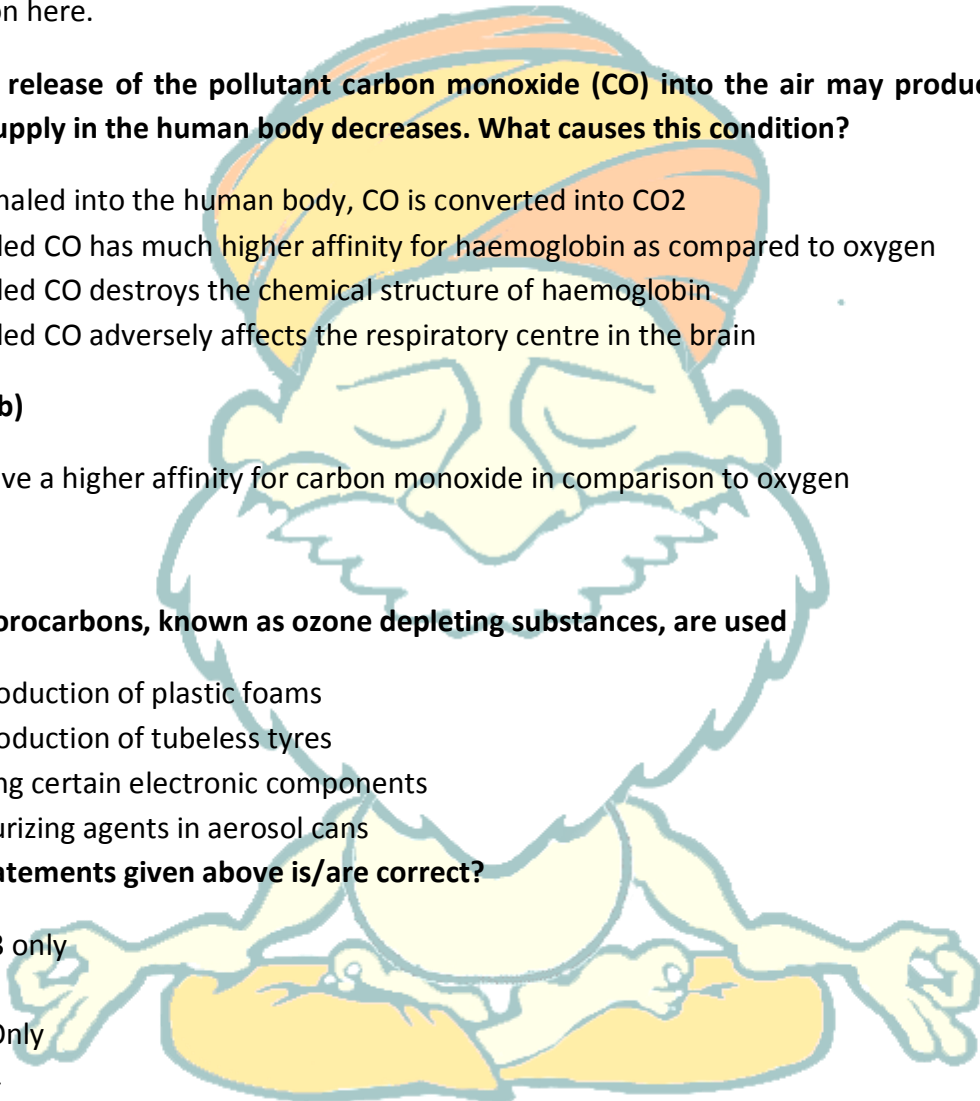 on here.
release of the pollutant carbon monoxide (CO) into the air may produ
upply in the human body decreases. What causes this condition?
haled into the human body, CO is converted into CO2
led CO has much higher affinity for haemoglobin as compared to oxygen
led CO destroys the chemical structure of haemoglobin
led CO adversely affects the respiratory centre in the brain
b)
ve a higher affinity for carbon monoxide in comparison to oxygen
orocarbons, known as ozone depleting substances, are used
oduction of plastic foams
oduction of tubeless tyres
ng certain electronic components
urizing agents in aerosol cans
atements given above is/are correct?
3 only
Only